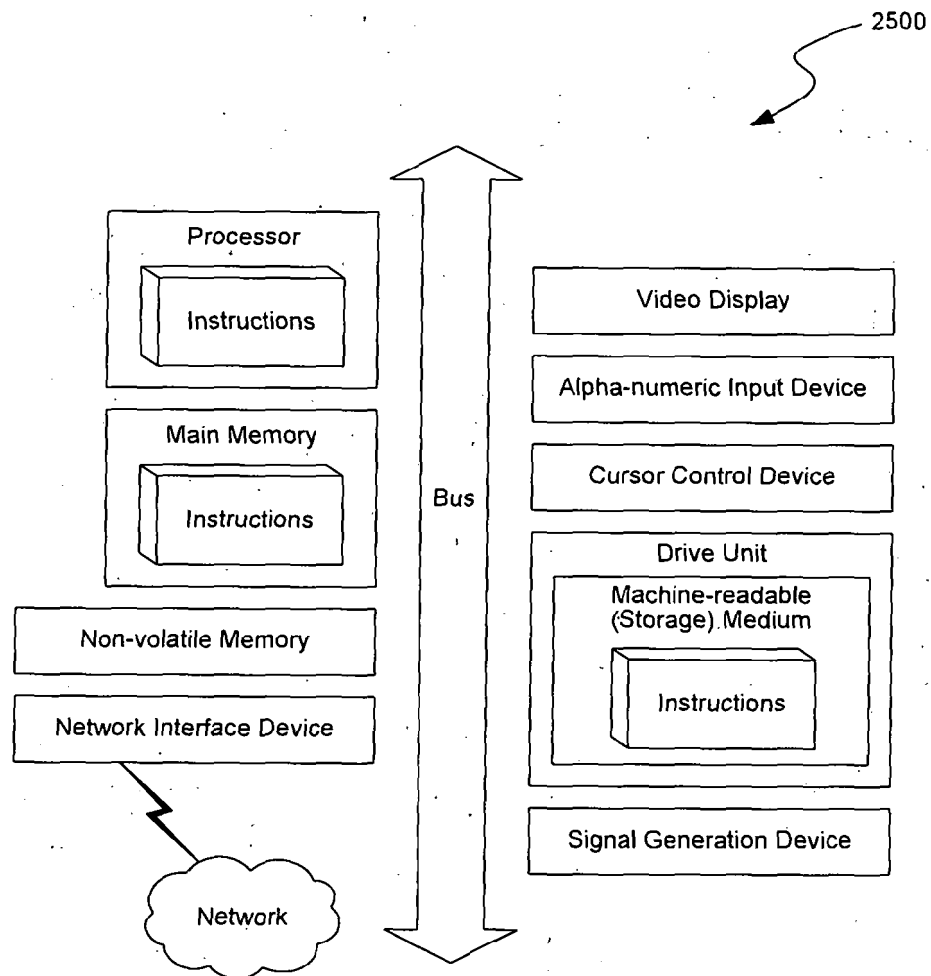 2500
Processor
Instructions
Main Memory
Instructions
Non-volatile Memory
Network Interface Device
Network
Bus
Video Display
Alpha-numeric Input Device
Cursor Control Device
Drive Unit
Machine-readable
(Storage) Medium
Instructions
Signal Generation Device